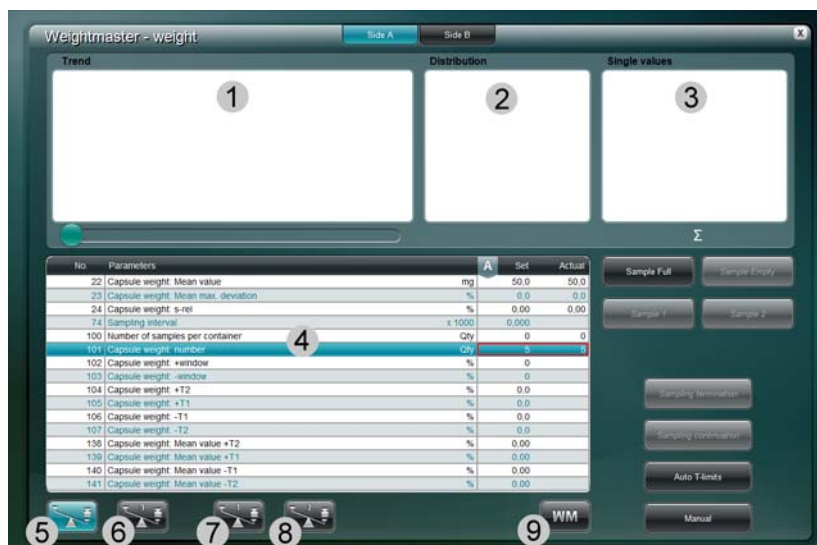 Weightmaster - weight Side A Side B X
Trend Distribution Single values
1 2 3
Σ
No. Parameters A Set Actual
22 Capsule weight: Mean value mg 50.0 50.0
23 Capsule weight: Mean max. deviation % 0.0 0.0
24 Capsule weight: s-rel % 0,00 0,00
74 Sampling interval x 1000 0.000
100 Number of samples per container Qty 0 0
101 Capsule weight: number Qty 5 5
102 Capsule weight: +window % 0
103 Capsule weight: -window % 0
104 Capsule weight: +T2 % 0.0
105 Capsule weight: +T1 % 0.0
106 Capsule weight: -T1 % 0.0
107 Capsule weight: -T2 % 0.0
138 Capsule weight: Mean value +T2 % 0.00
139 Capsule weight: Mean value +T1 % 0.00
140 Capsule weight: Mean value -T1 % 0.00
141 Capsule weight: Mean value -T2 % 0.00
4
Sample Full Sample Empty
Sample 1 Sample 2
Sampling termination
Sampling continuation
Auto T-limits
Manual
WM
5 6 7 8 9